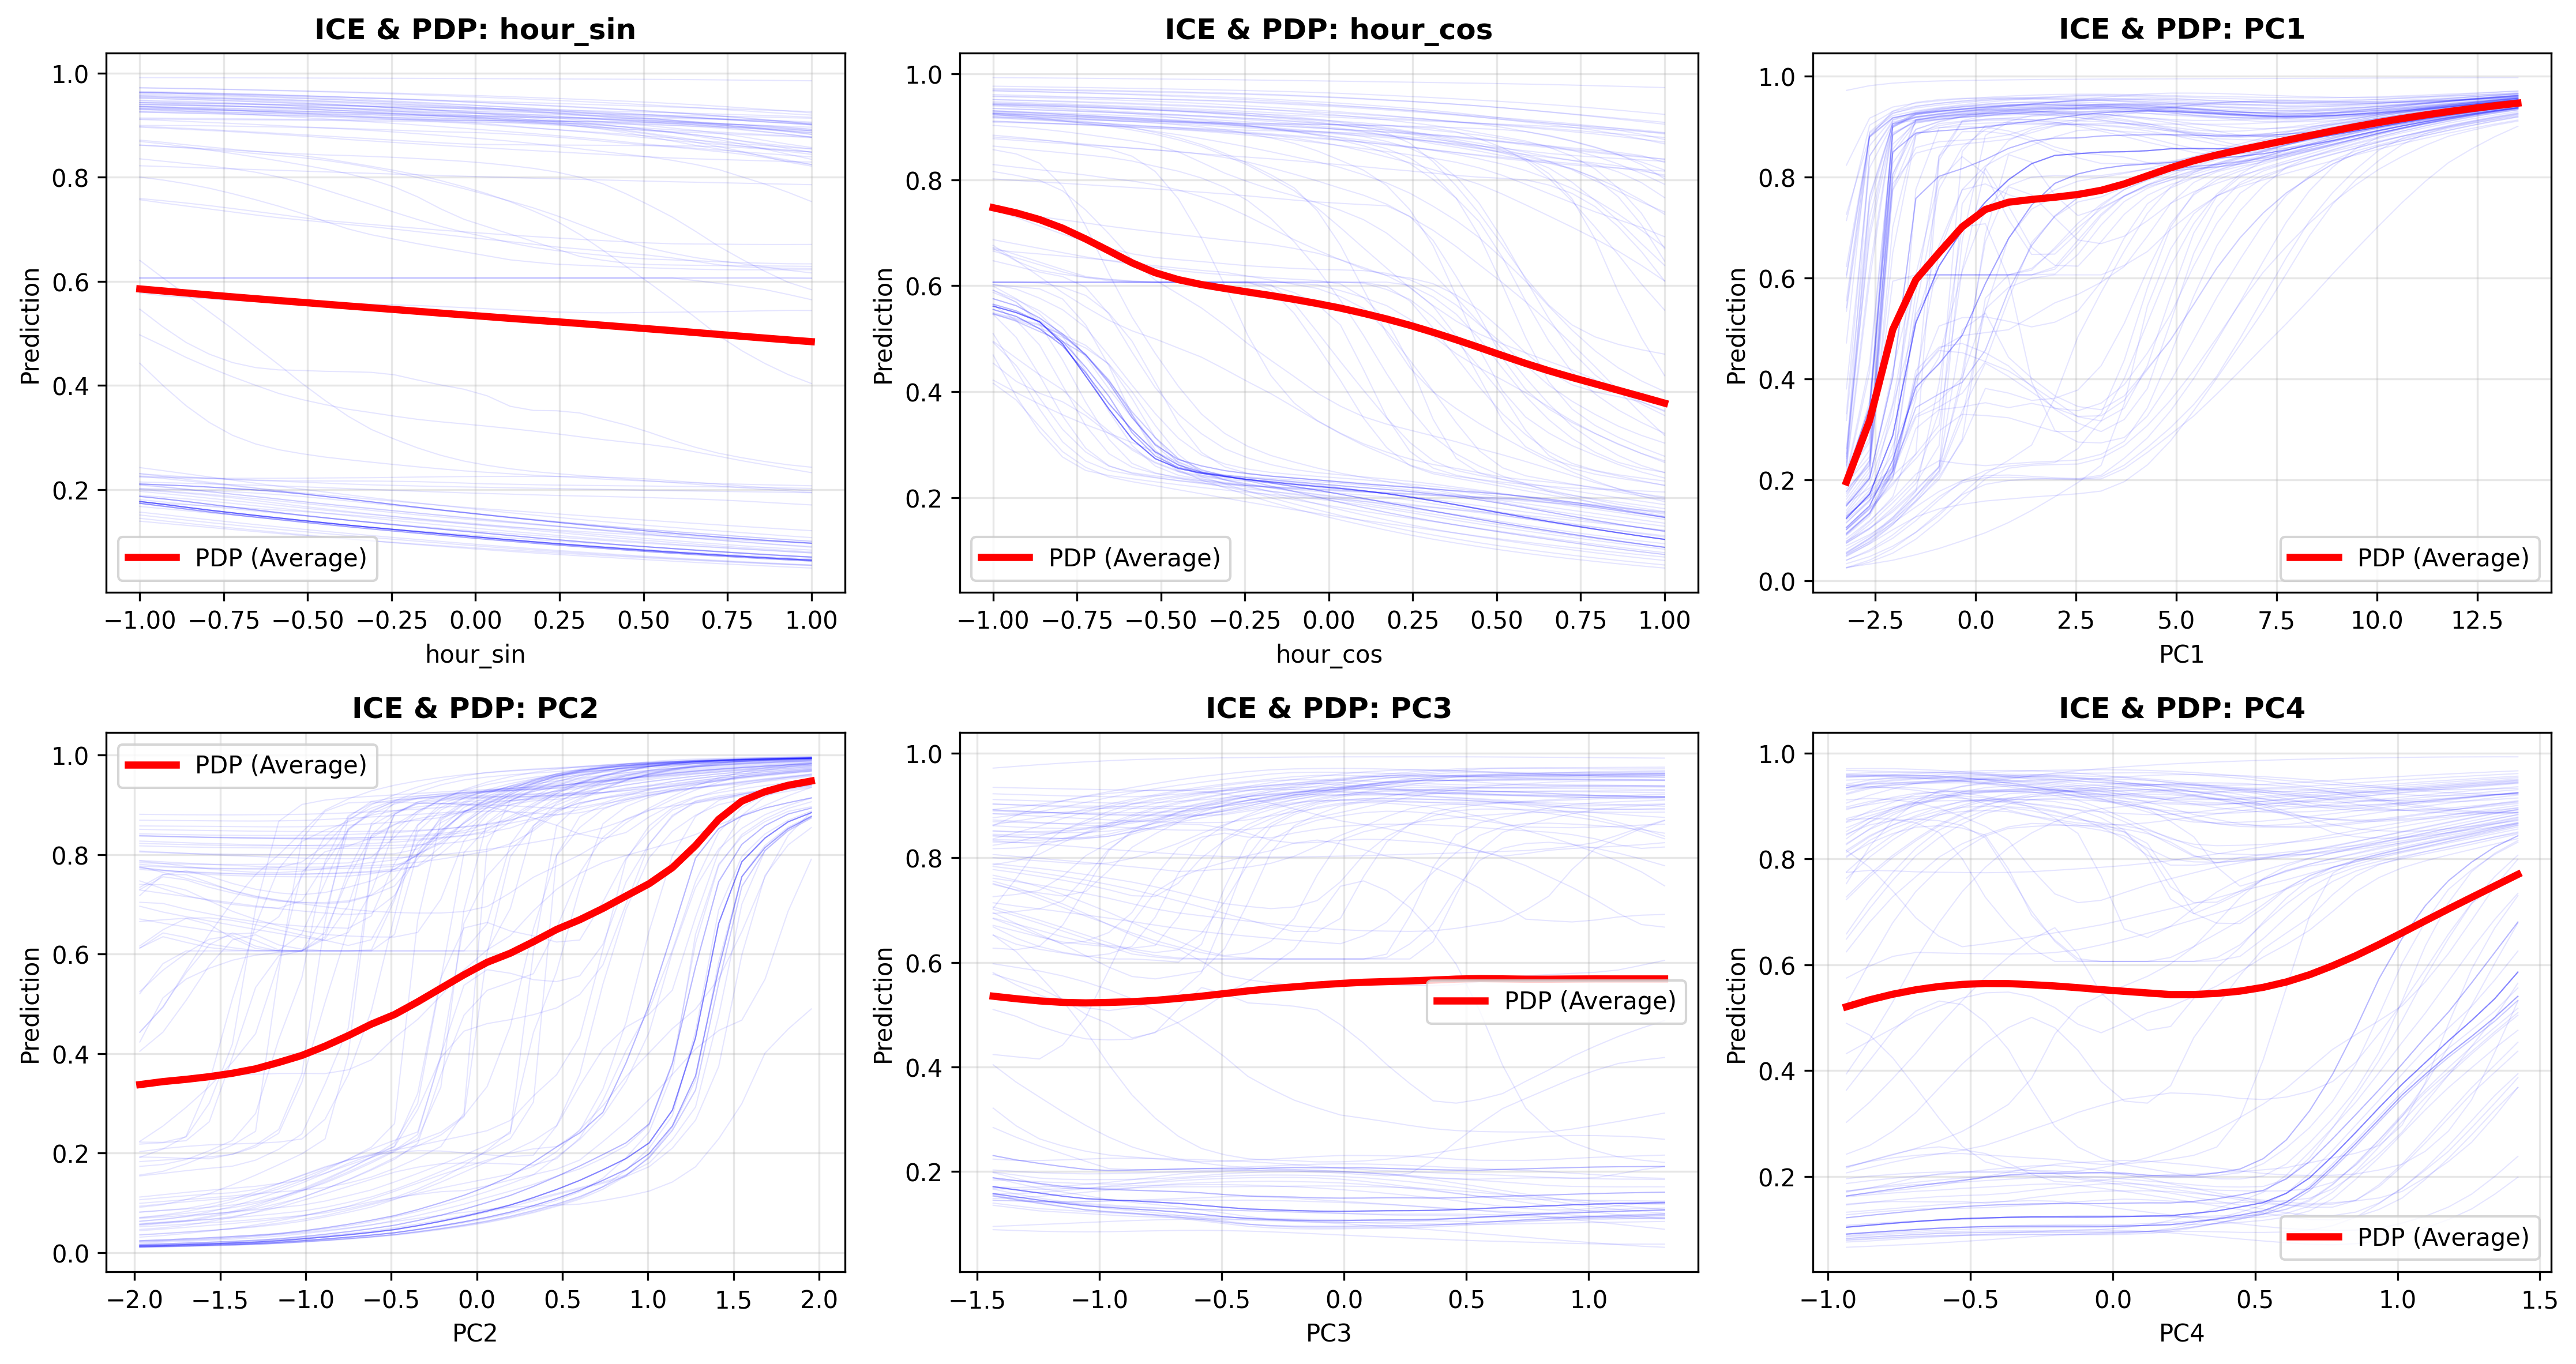 ICE & PDP: hour_sin
1.0
0.8
0.6
0.4
0.2
Prediction
PDP (Average)
−1.00 −0.75 −0.50 −0.25 0.00 0.25 0.50 0.75 1.00
hour_sin
ICE & PDP: hour_cos
1.0
0.8
0.6
0.4
0.2
Prediction
PDP (Average)
−1.00 −0.75 −0.50 −0.25 0.00 0.25 0.50 0.75 1.00
hour_cos
ICE & PDP: PC1
1.0
0.8
0.6
0.4
0.2
0.0
Prediction
PDP (Average)
−2.5 0.0 2.5 5.0 7.5 10.0 12.5
PC1
ICE & PDP: PC2
PDP (Average)
1.0
0.8
0.6
0.4
0.2
0.0
Prediction
−2.0 −1.5 −1.0 −0.5 0.0 0.5 1.0 1.5 2.0
PC2
ICE & PDP: PC3
1.0
0.8
0.6
0.4
0.2
Prediction
PDP (Average)
−1.5 −1.0 −0.5 0.0 0.5 1.0
PC3
ICE & PDP: PC4
1.0
0.8
0.6
0.4
0.2
Prediction
PDP (Average)
−1.0 −0.5 0.0 0.5 1.0 1.5
PC4